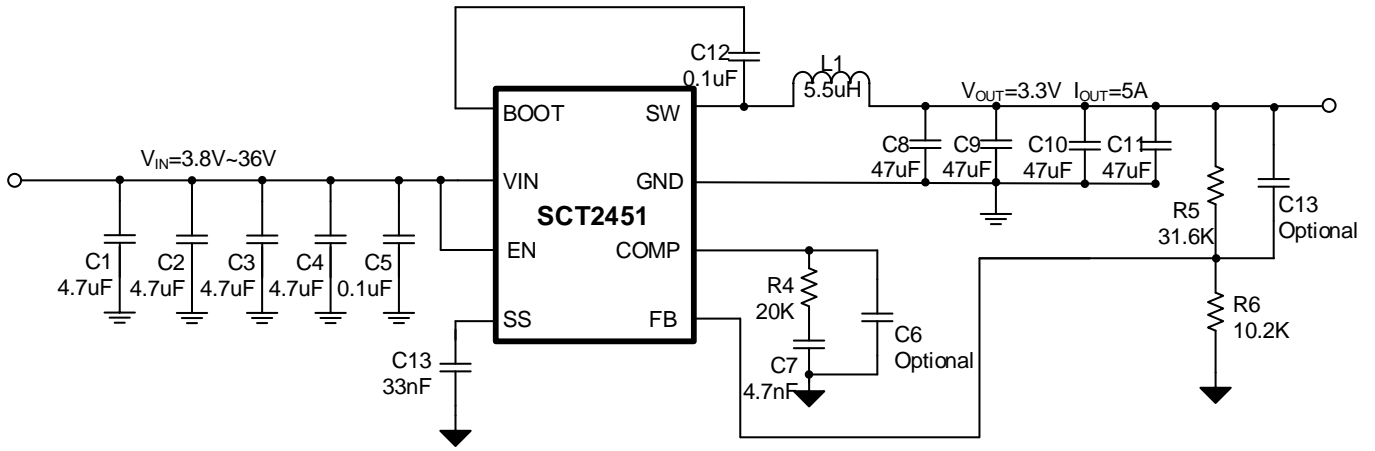 C12
0.1uF
L1
5.5uH
VOUT=3.3V IOUT=5A
BOOT
SW
C8
47uF
C9
47uF
C10
47uF
C11
47uF
VIN=3.8V~36V
VIN
GND
SCT2451
R5
31.6K
C13
Optional
C1
4.7uF
C2
4.7uF
C3
4.7uF
C4
4.7uF
C5
0.1uF
EN
COMP
R4
20K
C6
Optional
R6
10.2K
SS
FB
C13
33nF
C7
4.7nF